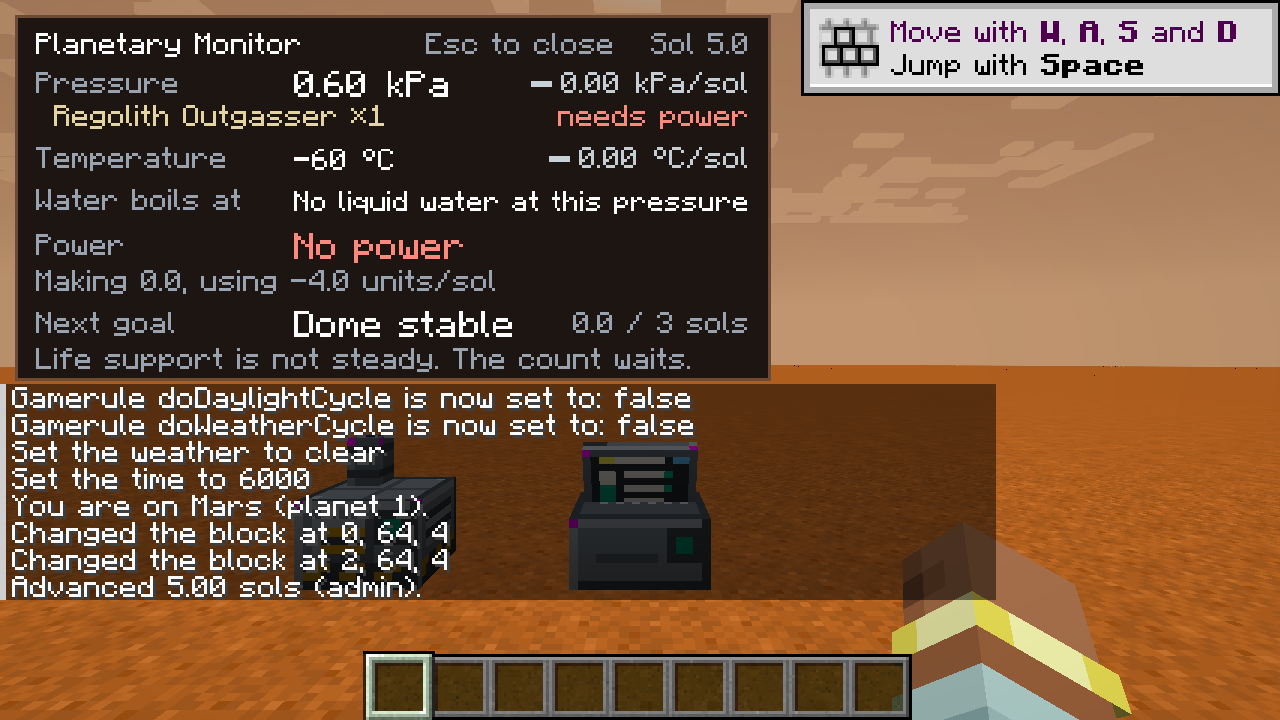 Planetary Monitor Esc to close Sol 5.0
Pressure 0.60 kPa −0.00 kPa/sol
Regolith Outgasser ×1 needs power
Temperature −60 °C −0.00 °C/sol
Water boils at No liquid water at this pressure
Power No power
Making 0.0, using −4.0 units/sol
Next goal Dome stable 0.0 / 3 sols
Life support is not steady. The count waits.
Move with W, A, S and D
Jump with Space
Gamerule doDaylightCycle is now set to: false
Gamerule doWeatherCycle is now set to: false
Set the weather to clear
Set the time to 6000
You are on Mars (planet 1).
Changed the block at 0, 64, 4
Changed the block at 2, 64, 4
Advanced 5.00 sols (admin).